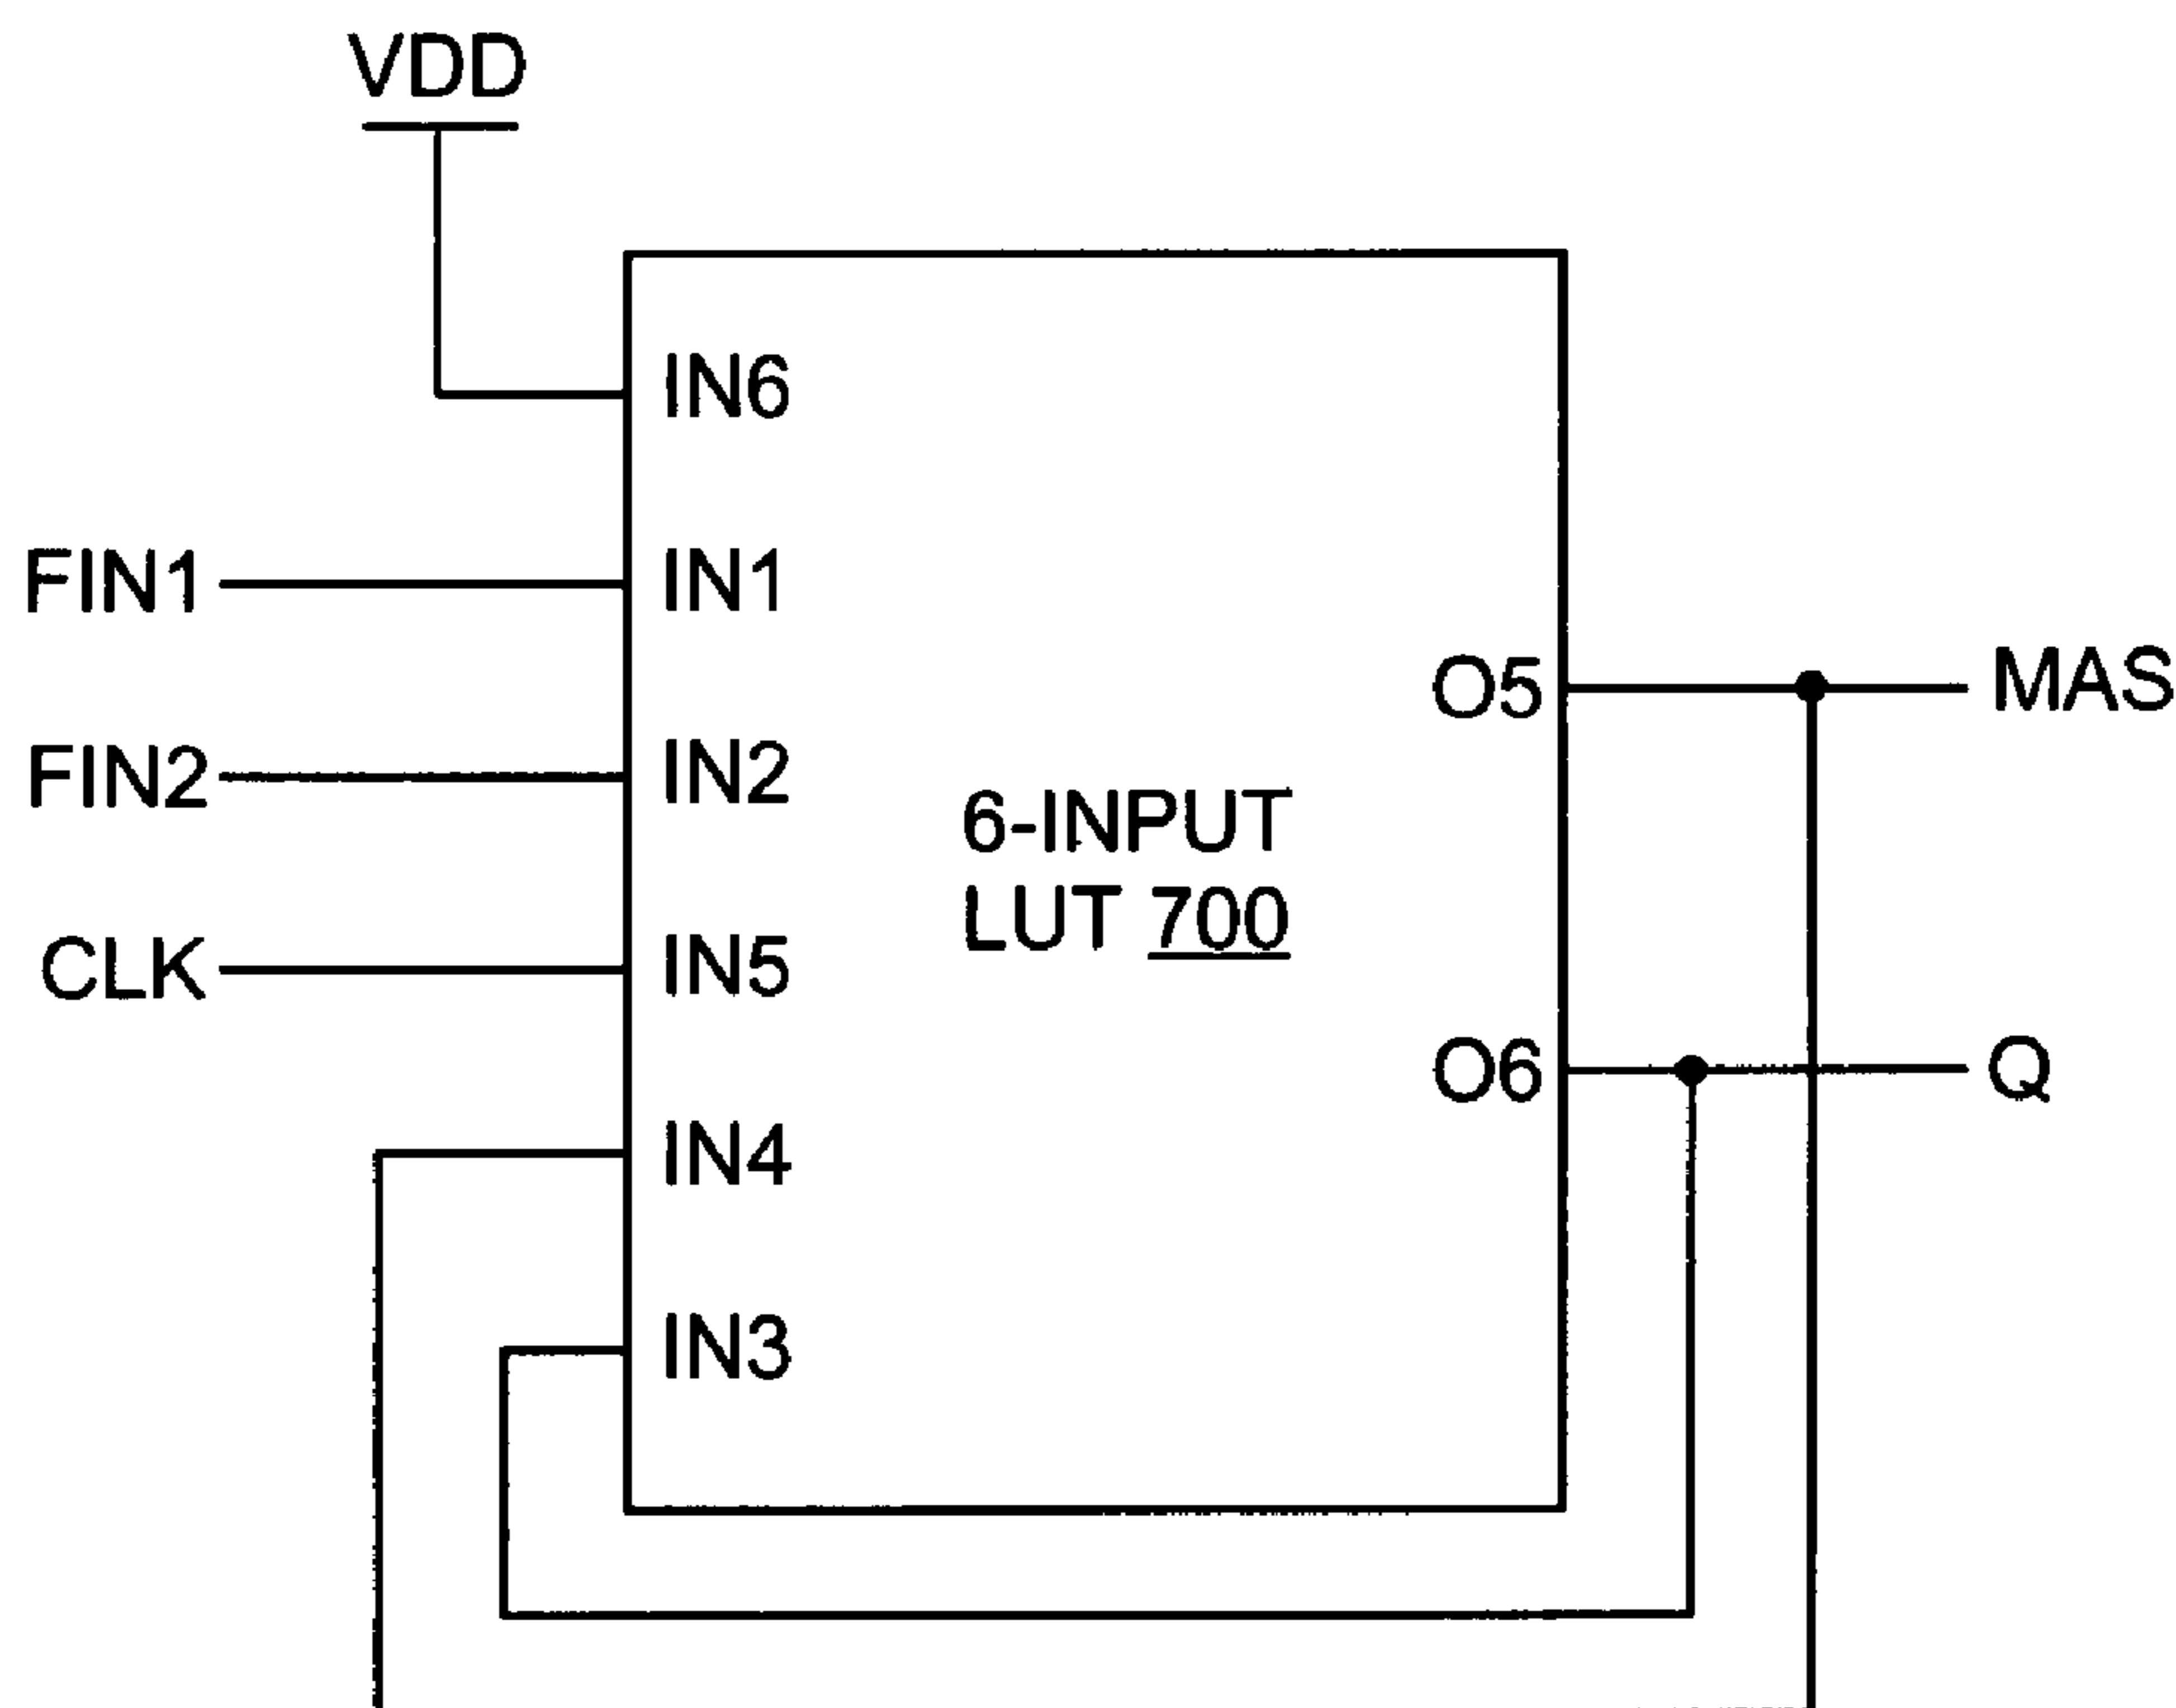 VDD
IN6
FIN1
IN1
O5
MAS
FIN2
IN2
6-INPUT
LUT 700
CLK
IN5
O6
Q
IN4
IN3